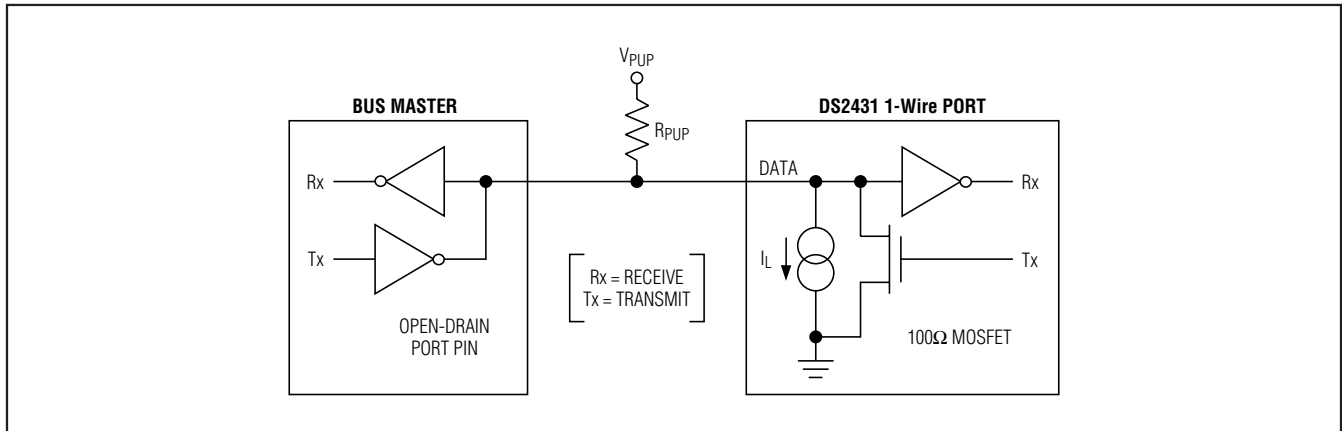 VPUP
BUS MASTER
DS2431 1-Wire PORT
RPUP
Rx
DATA
Rx
Tx
IL
Tx
Rx = RECEIVE
Tx = TRANSMIT
OPEN-DRAIN
PORT PIN
100Ω MOSFET